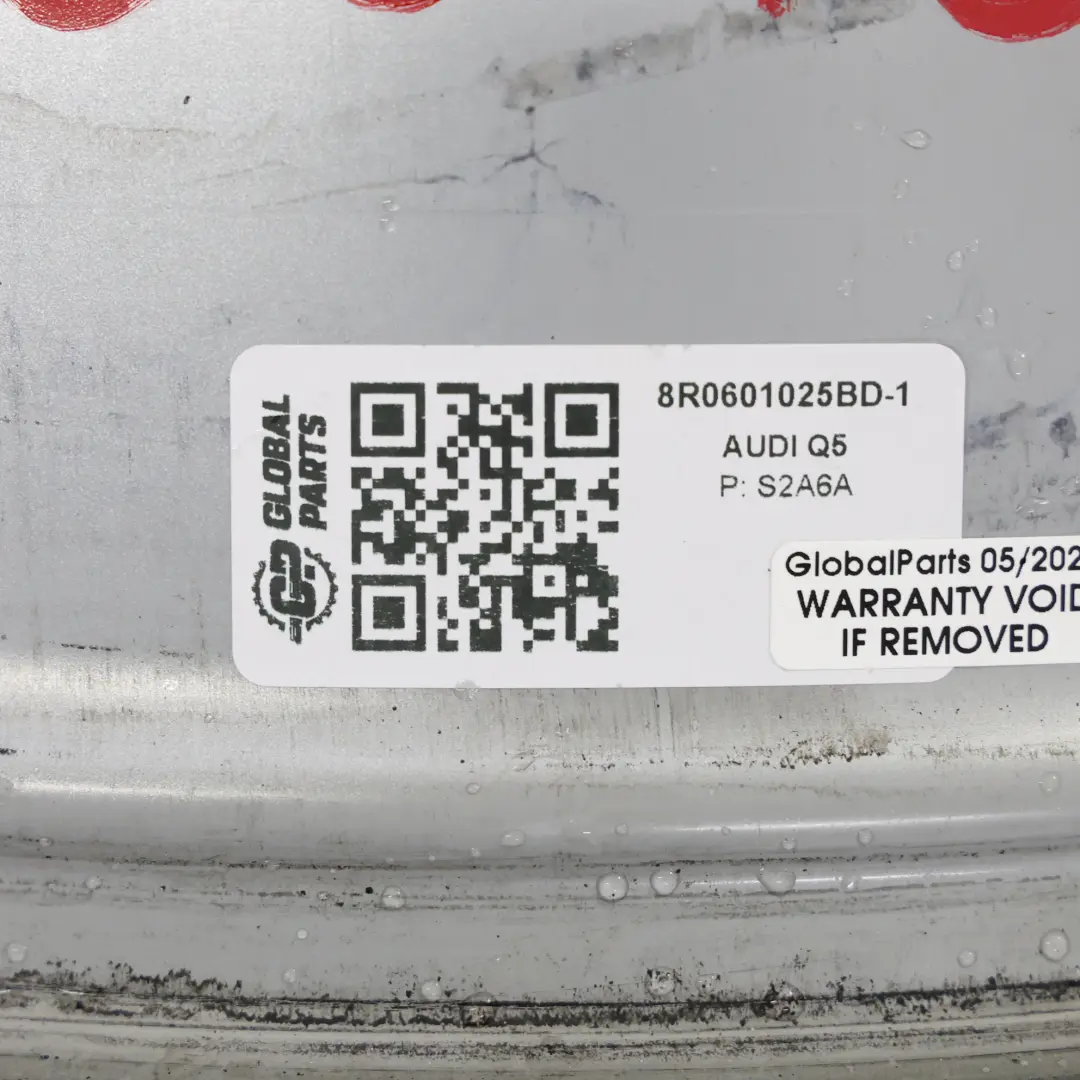 GLOBAL
PARTS
8R0601025BD-1
AUDI Q5
P: S2A6A
GlobalParts 05/202
WARRANTY VOID
IF REMOVED